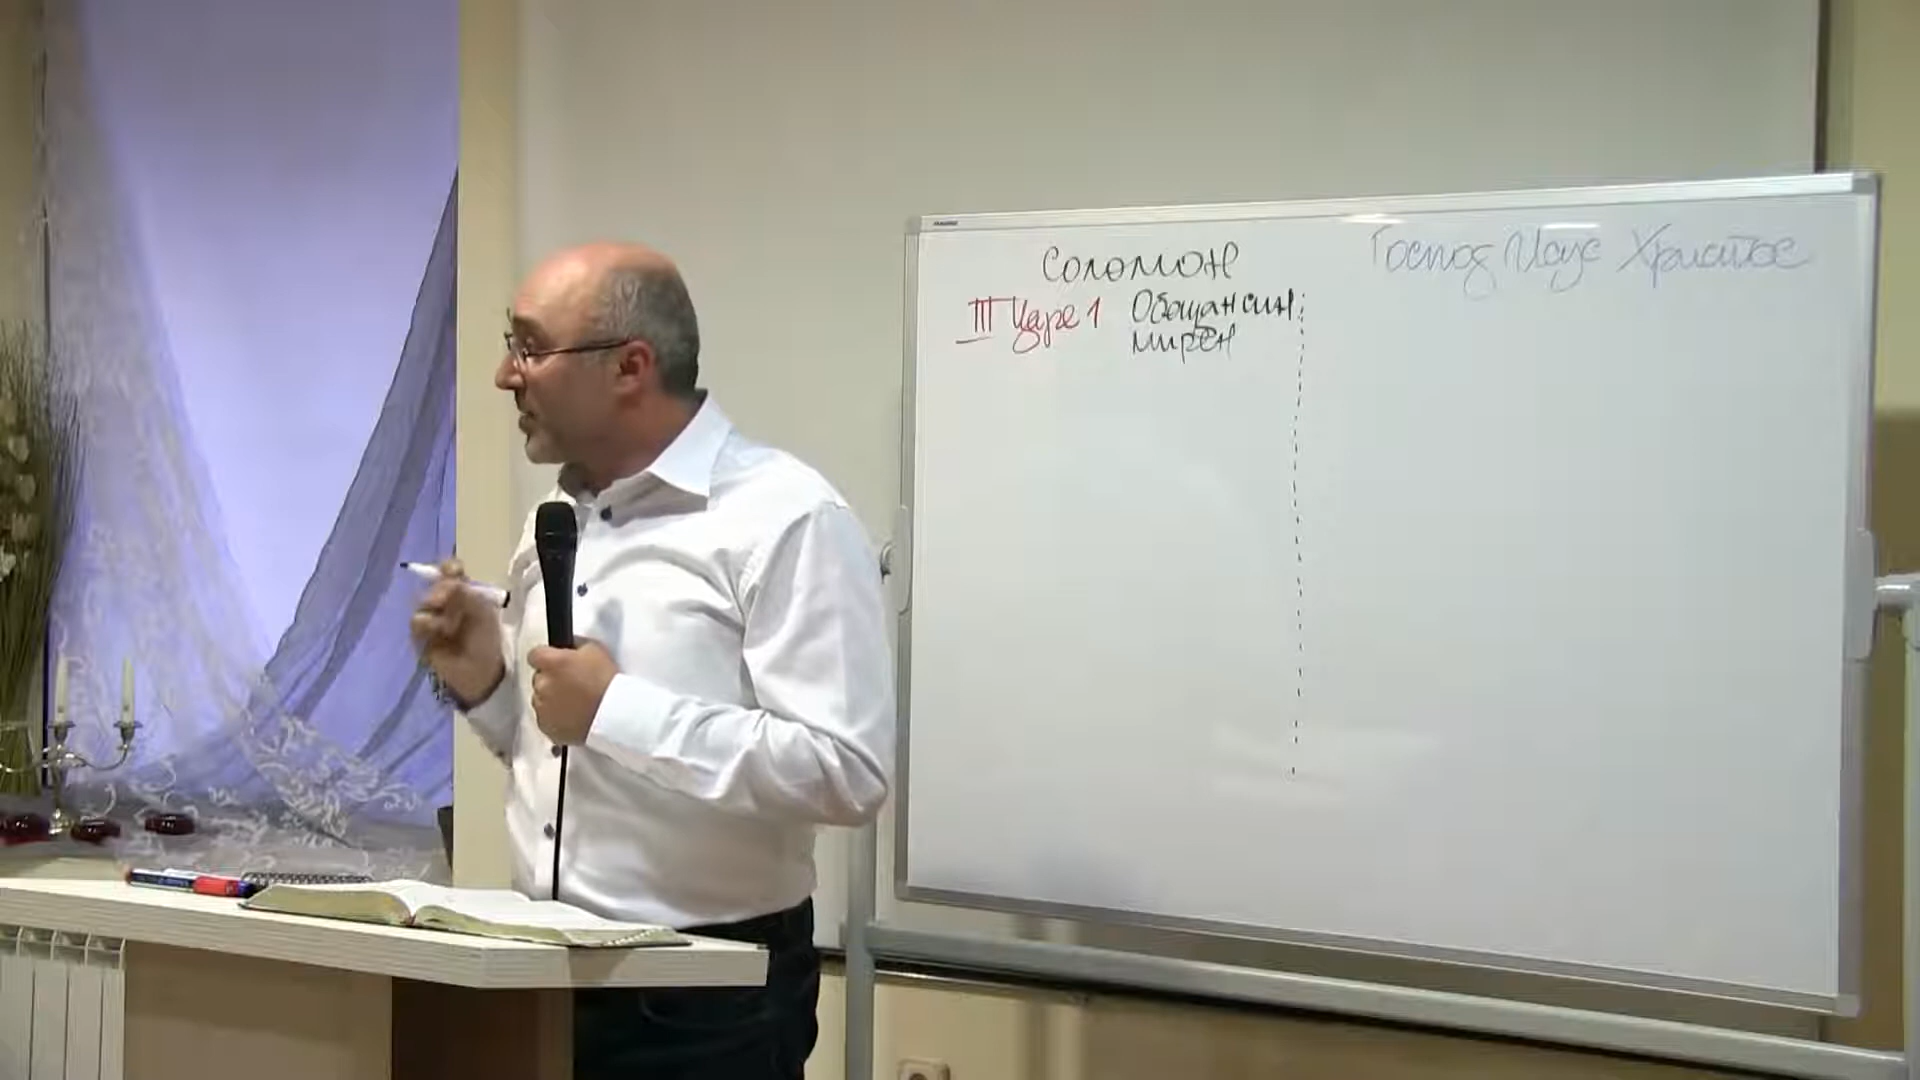 Соломон
Господ Исус Христос
III Царе 1 Обещан син
мирен